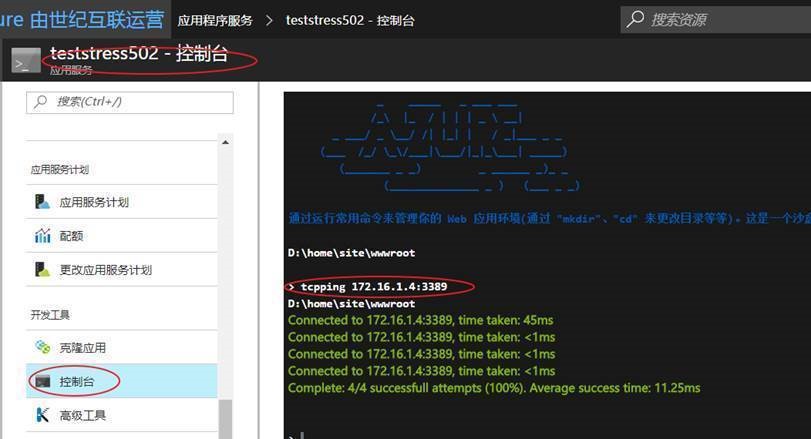 ure 由世纪互联运营
应用程序服务 > teststress502 - 控制台
搜索资源
teststress502 - 控制台
应用服务
搜索(Ctrl+/)
应用服务计划
应用服务计划
配额
更改应用服务计划
开发工具
克隆应用
控制台
高级工具
通过运行常用命令来管理你的 Web 应用环境(通过 "mkdir"、"cd" 来更改目录等等)。这是一个沙盒
D:\home\site\wwwroot
> tcpping 172.16.1.4:3389
D:\home\site\wwwroot
Connected to 172.16.1.4:3389, time taken: 45ms
Connected to 172.16.1.4:3389, time taken: <1ms
Connected to 172.16.1.4:3389, time taken: <1ms
Connected to 172.16.1.4:3389, time taken: <1ms
Complete: 4/4 successfull attempts (100%). Average success time: 11.25ms
>